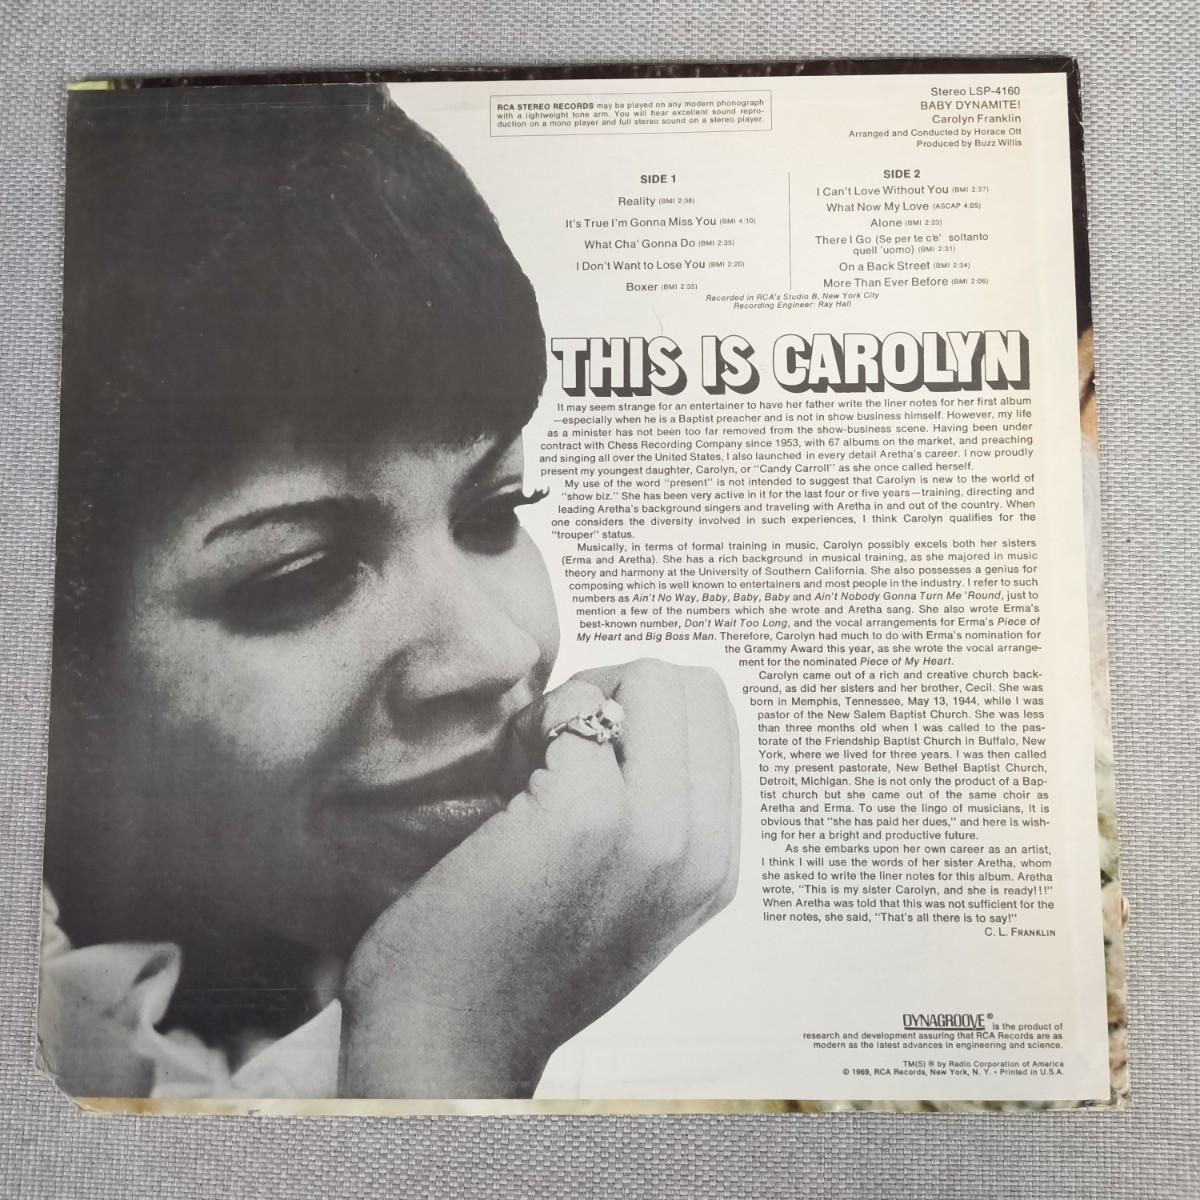 RCA STEREO RECORDS may be played on any modern phonograph
with a lightweight tone arm. You will hear excellent sound repro-
duction on a mono player and full stereo sound on a stereo player.
Stereo LSP-4160
BABY DYNAMITE!
Carolyn Franklin
Arranged and Conducted by Horace Ott
Produced by Buzz Willis
SIDE 1
Reality (BMI 2:38)
It's True I'm Gonna Miss You (BMI 4:10)
What Cha' Gonna Do (BMI 2:35)
I Don't Want to Lose You (BMI 2:20)
Boxer (BMI 2:35)
SIDE 2
I Can't Love Without You (BMI 2:27)
What Now My Love (ASCAP 4:05)
Alone (BMI 2:23)
There I Go (Se per te c'e' soltanto
quell 'uomo) (BMI 2:31)
On a Back Street (BMI 2:34)
More Than Ever Before (BMI 2:06)
Recorded in RCA's Studio B, New York City
Recording Engineer: Ray Hall
THIS IS CAROLYN
It may seem strange for an entertainer to have her father write the liner notes for her first album
—especially when he is a Baptist preacher and is not in show business himself. However, my life
as a minister has not been too far removed from the show-business scene. Having been under
contract with Chess Recording Company since 1953, with 67 albums on the market, and preaching
and singing all over the United States, I also launched in every detail Aretha's career. I now proudly
present my youngest daughter, Carolyn, or "Candy Carroll" as she once called herself.
My use of the word "present" is not intended to suggest that Carolyn is new to the world of
"show biz." She has been very active in it for the last four or five years—training, directing and
leading Aretha's background singers and traveling with Aretha in and out of the country. When
one considers the diversity involved in such experiences, I think Carolyn qualifies for the
"trouper" status.
Musically, in terms of formal training in music, Carolyn possibly excels both her sisters
(Erma and Aretha). She has a rich background in musical training, as she majored in music
theory and harmony at the University of Southern California. She also possesses a genius for
composing which is well known to entertainers and most people in the industry. I refer to such
numbers as Ain't No Way, Baby, Baby, Baby and Ain't Nobody Gonna Turn Me 'Round, just to
mention a few of the numbers which she wrote and Aretha sang. She also wrote Erma's
best-known number, Don't Wait Too Long, and the vocal arrangements for Erma's Piece of
My Heart and Big Boss Man. Therefore, Carolyn had much to do with Erma's nomination for
the Grammy Award this year, as she wrote the vocal arrange-
ment for the nominated Piece of My Heart.
Carolyn came out of a rich and creative church back-
ground, as did her sisters and her brother, Cecil. She was
born in Memphis, Tennessee, May 13, 1944, while I was
pastor of the New Salem Baptist Church. She was less
than three months old when I was called to the pas-
torate of the Friendship Baptist Church in Buffalo, New
York, where we lived for three years. I was then called
to my present pastorate, New Bethel Baptist Church,
Detroit, Michigan. She is not only the product of a Bap-
tist church but she came out of the same choir as
Aretha and Erma. To use the lingo of musicians, it is
obvious that "she has paid her dues," and here is wish-
ing for her a bright and productive future.
As she embarks upon her own career as an artist,
I think I will use the words of her sister Aretha, whom
she asked to write the liner notes for this album. Aretha
wrote, "This is my sister Carolyn, and she is ready!!!"
When Aretha was told that this was not sufficient for the
liner notes, she said, "That's all there is to say!"
C. L. FRANKLIN
DYNAGROOVE® is the product of
research and development assuring that RCA Records are as
modern as the latest advances in engineering and science.
TM(S) ® by Radio Corporation of America
© 1969, RCA Records, New York, N. Y. • Printed in U.S.A.